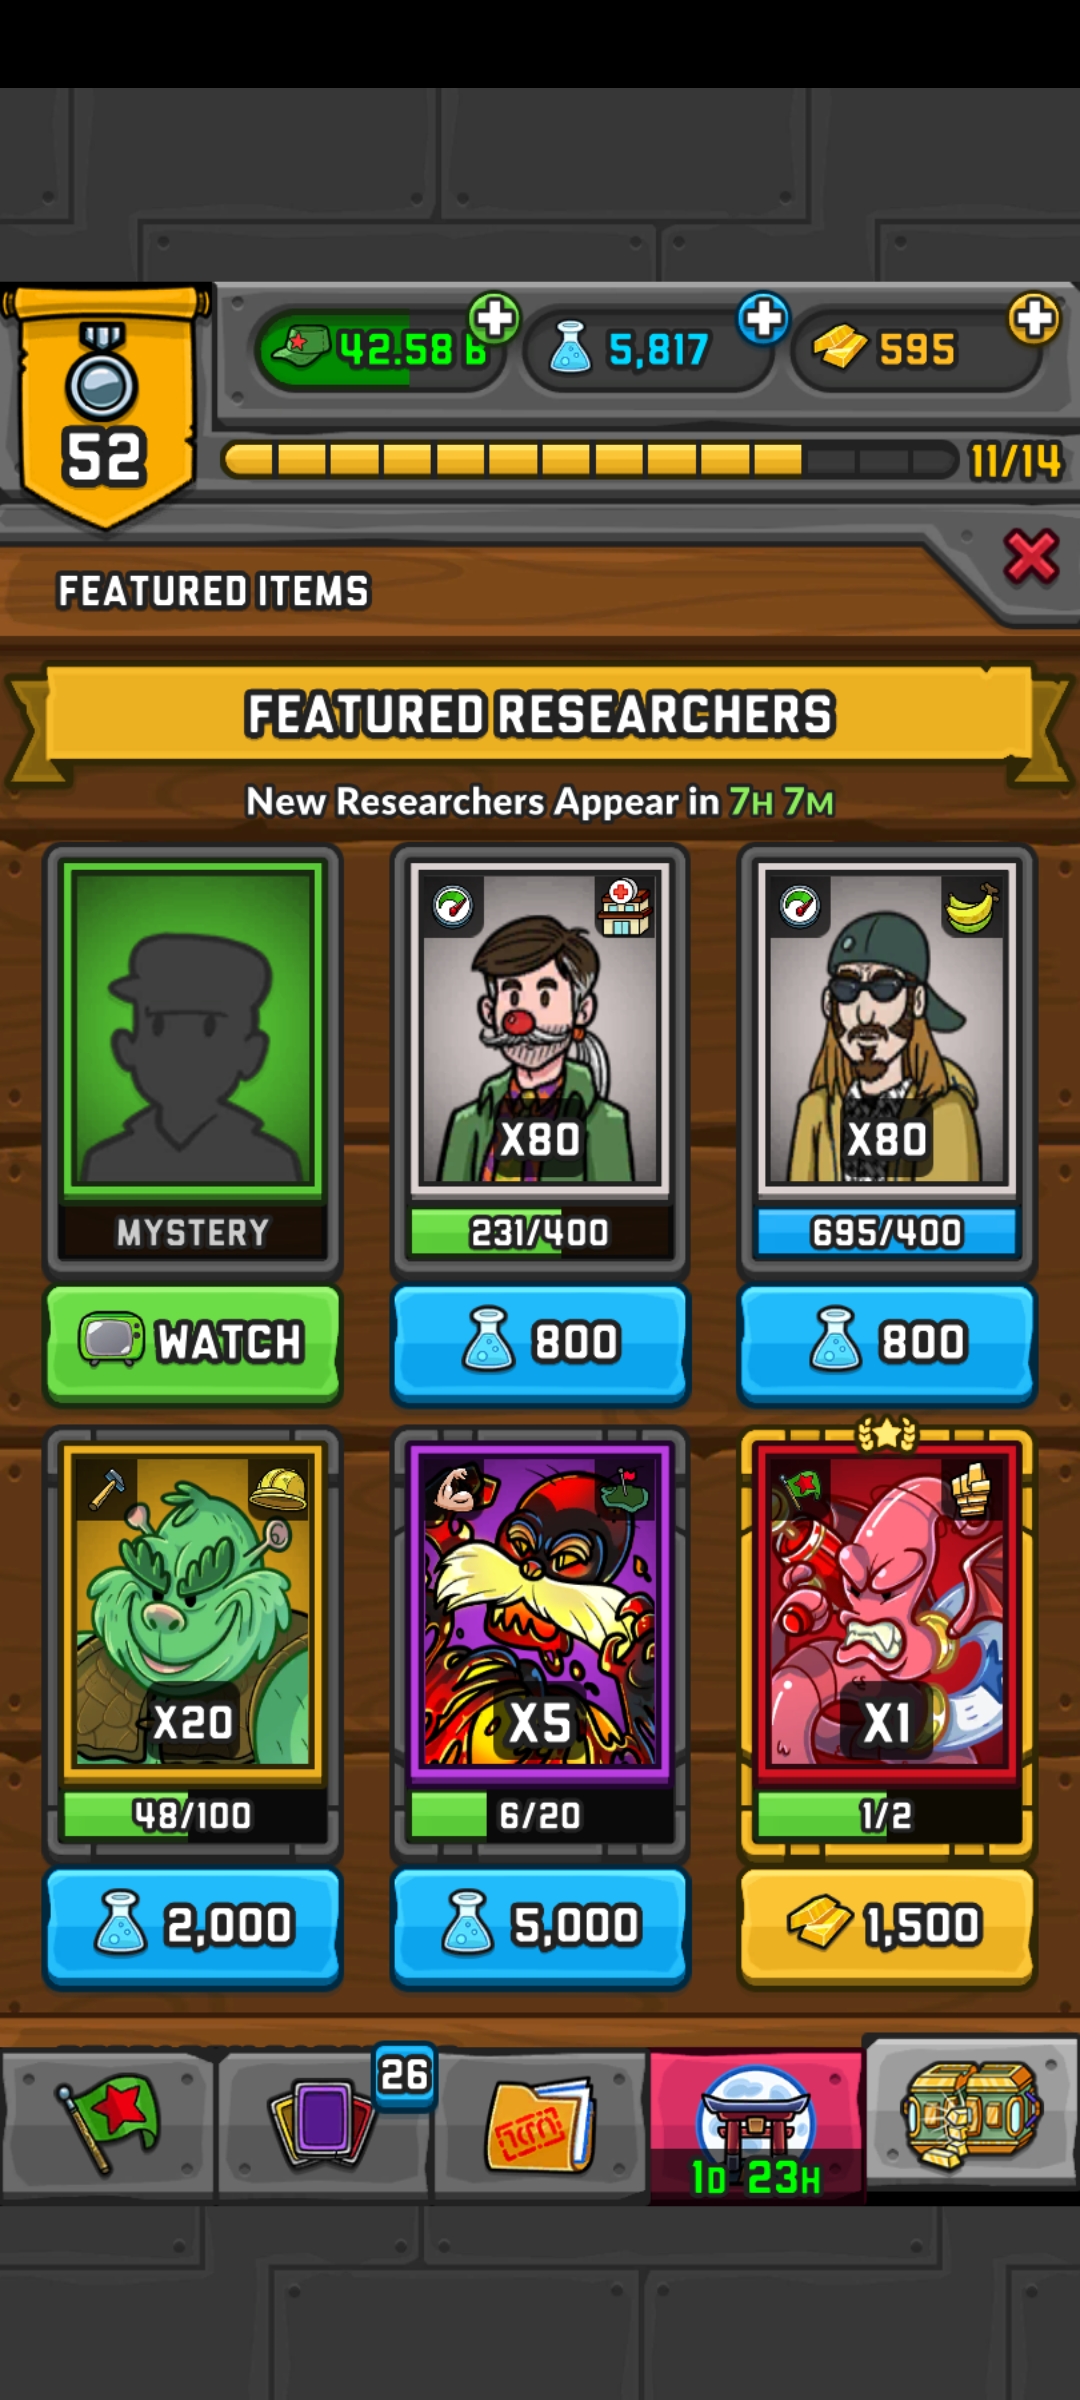 42.58 B
5,817
595
52
11/14
FEATURED ITEMS
FEATURED RESEARCHERS
New Researchers Appear in 7H 7M
X80
X80
MYSTERY
231/400
695/400
WATCH
800
800
X20
X5
X1
48/100
6/20
1/2
2,000
5,000
1,500
26
1D 23H